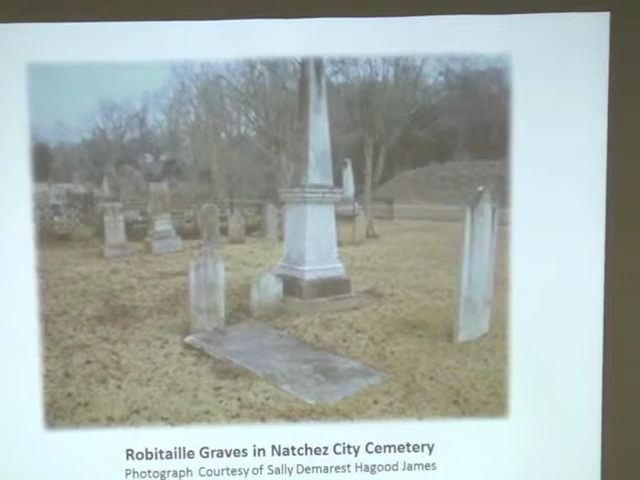 Robitaille Graves in Natchez City Cemetery
Photograph Courtesy of Sally Demarest Hagood James